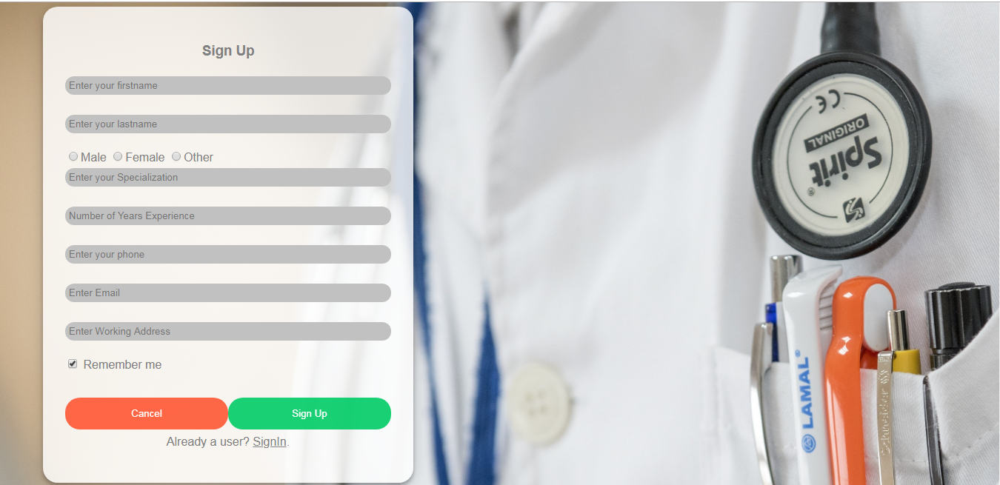 Sign Up
Enter your firstname
Enter your lastname
Male Female Other
Enter your Specialization
Number of Years Experience
Enter your phone
Enter Email
Enter Working Address
Remember me
Cancel Sign Up
Already a user? SignIn.
CE
Spirit®
ORIGINAL
LAMAL®
Schneider